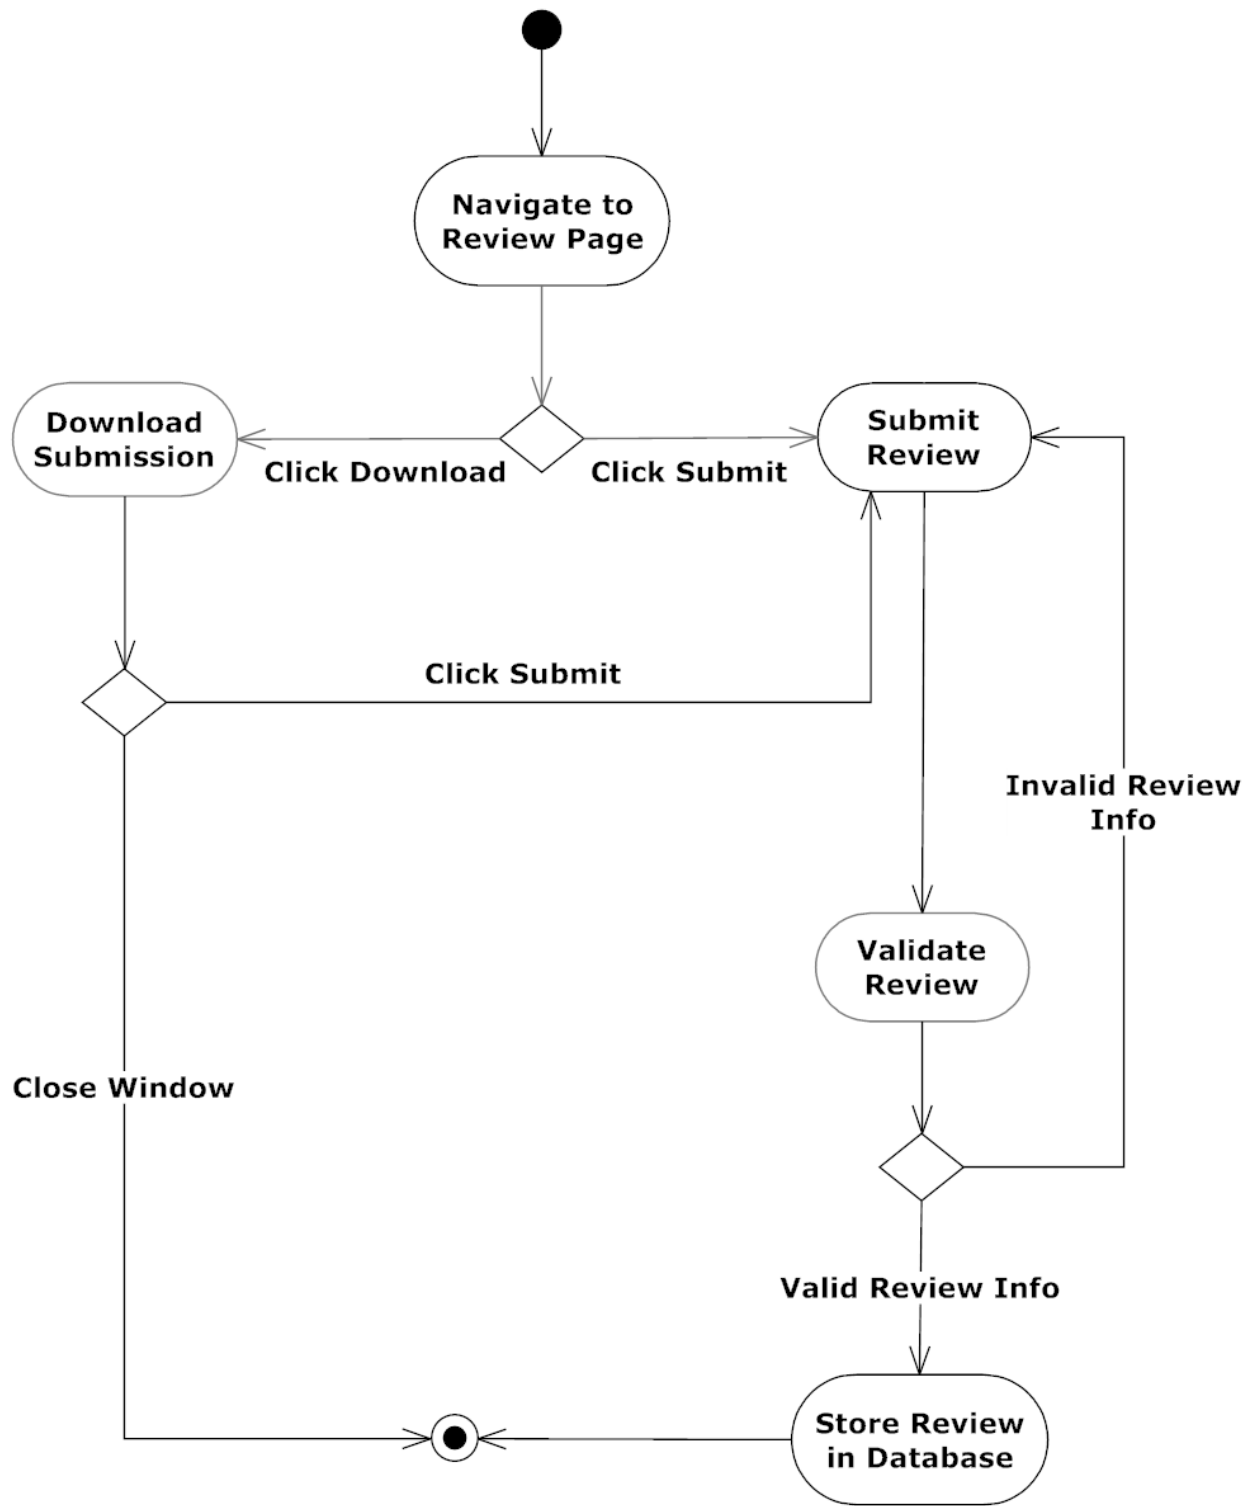 Navigate to
Review Page
Download
Submission
Click Download
Click Submit
Submit
Review
Click Submit
Invalid Review
Info
Validate
Review
Close Window
Valid Review Info
Store Review
in Database